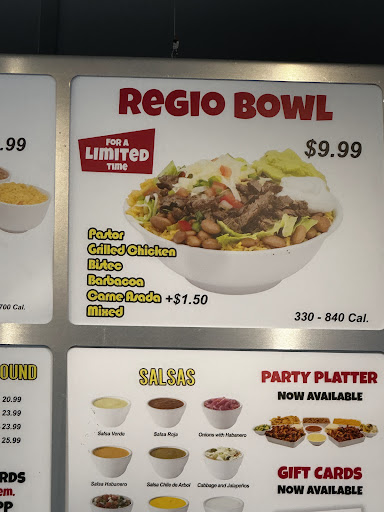 .99
700 Cal.
REGIO BOWL
FOR A
LIMITED
TIME
$9.99
Pastor
Grilled Chicken
Bistec
Barbacoa
Carne Asada +$1.50
Mixed
330 - 840 Cal.
OUND
20.99
23.99
23.99
25.99
RDS
em.
PP
SALSAS
Salsa Verde
Salsa Roja
Onions with Habanero
Salsa Habanero
Salsa Chile de Arbol
Cabbage and Jalapeños
PARTY PLATTER
NOW AVAILABLE
GIFT CARDS
NOW AVAILABLE